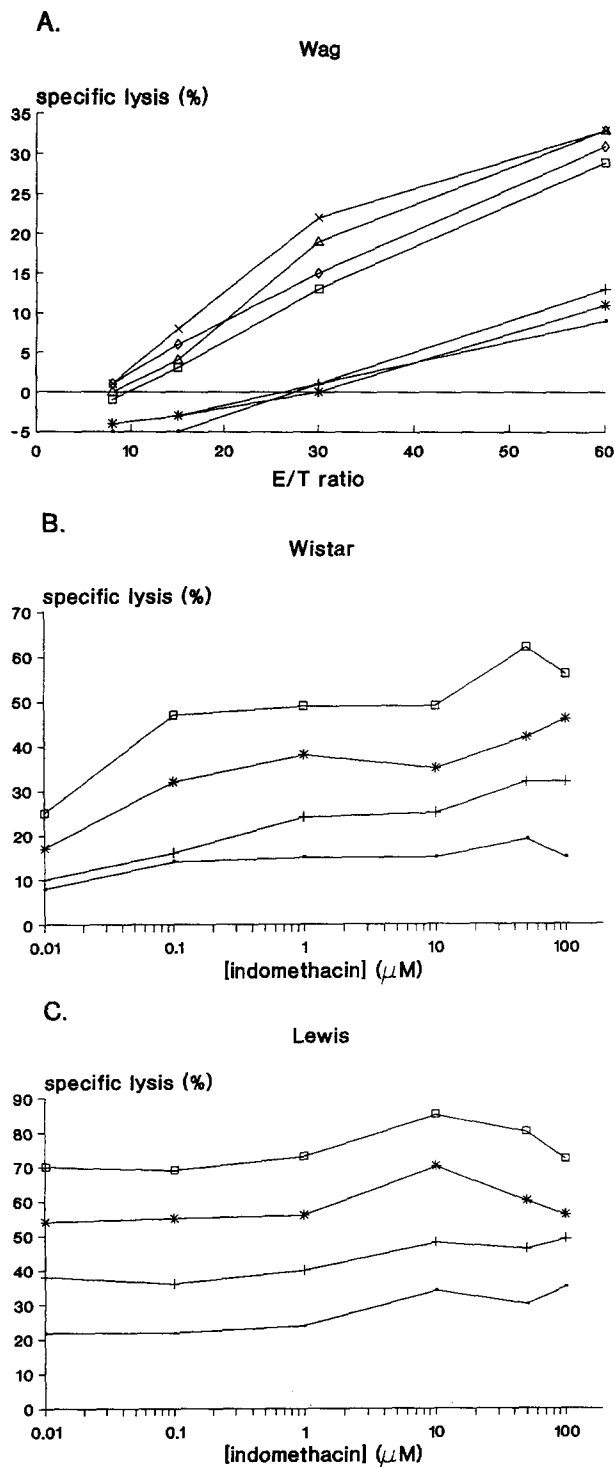 A.
Wag
specific lysis (%)
35
30
25
20
15
10
5
0
-5
0 10 20 30 40 50 60
E/T ratio
B.
Wistar
specific lysis (%)
70
60
50
40
30
20
10
0
0.01 0.1 1 10 100
[indomethacin] (μM)
C.
Lewis
specific lysis (%)
90
80
70
60
50
40
30
20
10
0
0.01 0.1 1 10 100
[indomethacin] (μM)